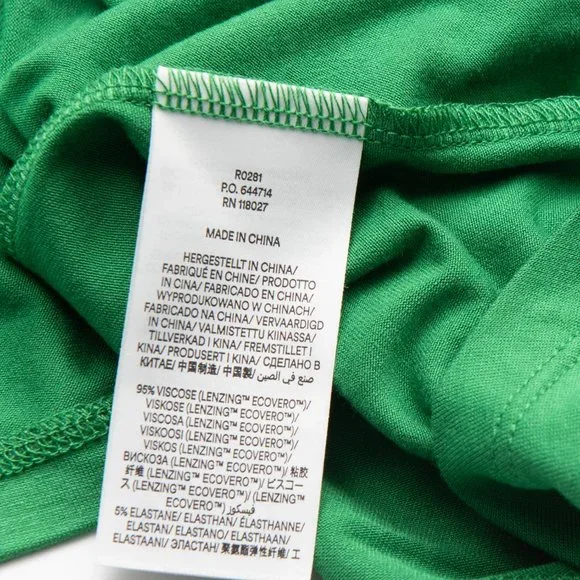 R0281
P.O. 644714
RN 118027
MADE IN CHINA
HERGESTELLT IN CHINA/
FABRIQUÉ EN CHINE/ PRODOTTO
IN CINA/ FABRICADO EN CHINA/
WYPRODUKOWANO W CHINACH/
FABRICADO NA CHINA/ VERVAARDIGD
IN CHINA/ VALMISTETTU KIINASSA/
TILLVERKAD I KINA/ FREMSTILLET I
KINA/ PRODUSERT I KINA/ СДЕЛАНО В
КИТАЕ/ 中国制造/ 中国製/ صنع في الصين
95% VISCOSE (LENZING™ ECOVERO™)/
VISKOSE (LENZING™ ECOVERO™)/
VISCOSA (LENZING™ ECOVERO™)/
VISKOOSI (LENZING™ ECOVERO™)/
VISKOS (LENZING™ ECOVERO™)/
ВИСКОЗА (LENZING™ ECOVERO™)/ 粘胶
纤维 (LENZING™ ECOVERO™)/ ビスコー
ス (LENZING™ ECOVERO™)/ (LENZING™
ECOVERO™) فيسكوز
5% ELASTANE/ ELASTHAN/ ÉLASTHANNE/
ELASTAN/ ELASTANO/ ELASTHAAN/
ELASTAANI/ ЭЛАСТАН/ 聚氨酯弹性纤维/ エ